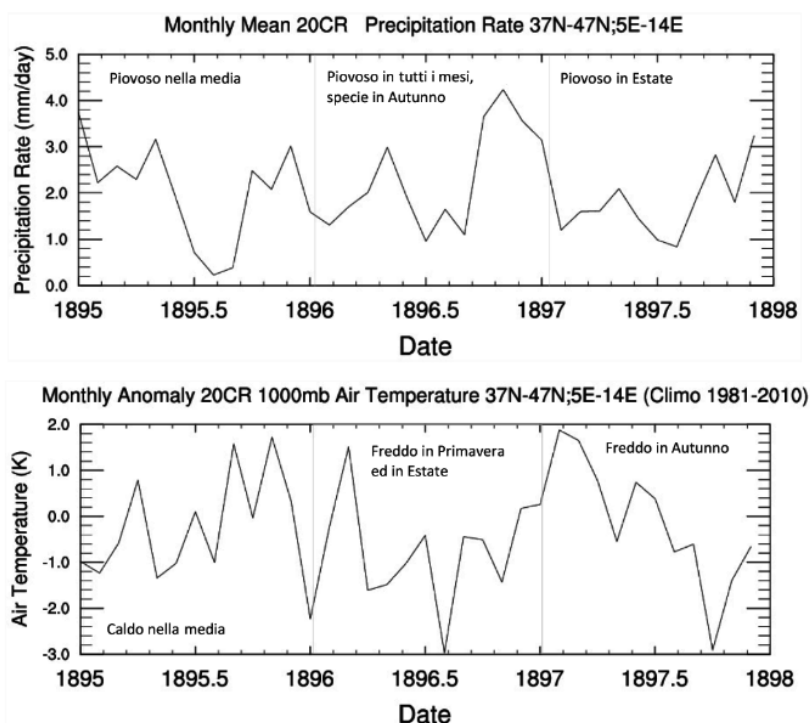 Monthly Mean 20CR Precipitation Rate 37N-47N;5E-14E
Precipitation Rate (mm/day)
5.0
4.0
3.0
2.0
1.0
0.0
Piovoso nella media
Piovoso in tutti i mesi,
specie in Autunno
Piovoso in Estate
1895 1895.5 1896 1896.5 1897 1897.5 1898
Date
Monthly Anomaly 20CR 1000mb Air Temperature 37N-47N;5E-14E (Climo 1981-2010)
Air Temperature (K)
2.0
1.0
0.0
-1.0
-2.0
-3.0
Freddo in Primavera
ed in Estate
Freddo in Autunno
Caldo nella media
1895 1895.5 1896 1896.5 1897 1897.5 1898
Date